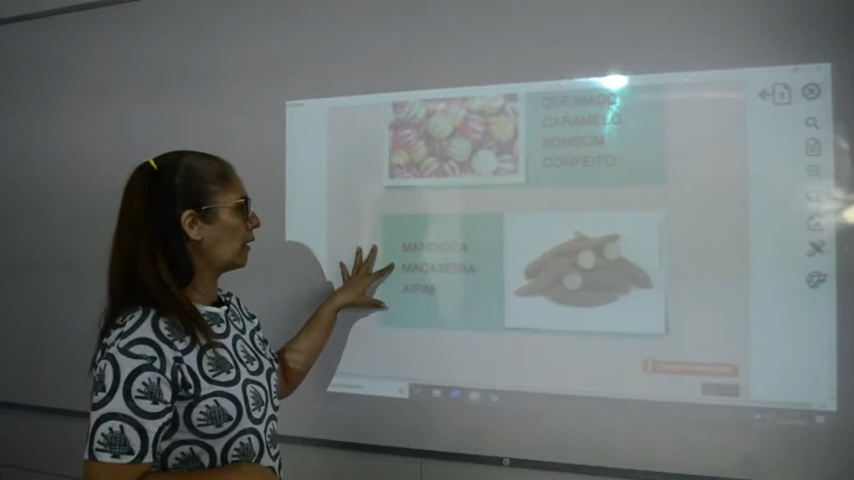 QUEIMADO
CARAMELO
BOMBOM
CONFEITO
MANDIOCA
MACAXEIRA
AIPIM